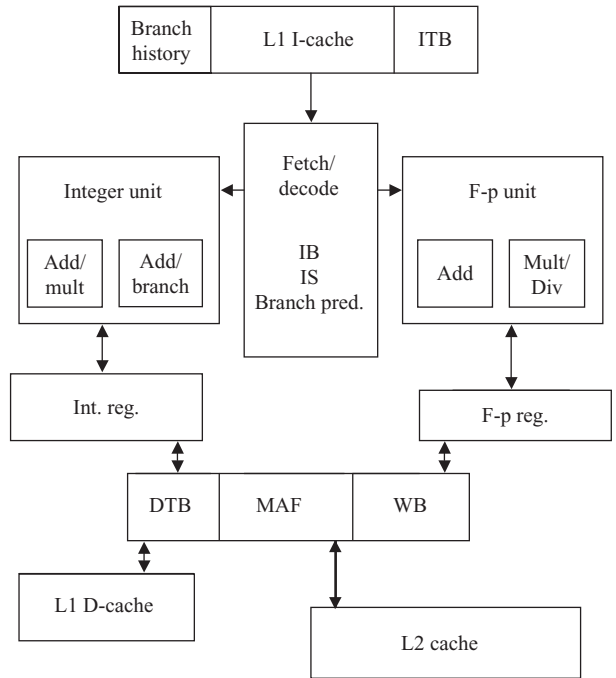 Branch
history
L1 I-cache
ITB
Fetch/
decode
IB
IS
Branch pred.
Integer unit
Add/
mult
Add/
branch
F-p unit
Add
Mult/
Div
Int. reg.
F-p reg.
DTB
MAF
WB
L1 D-cache
L2 cache